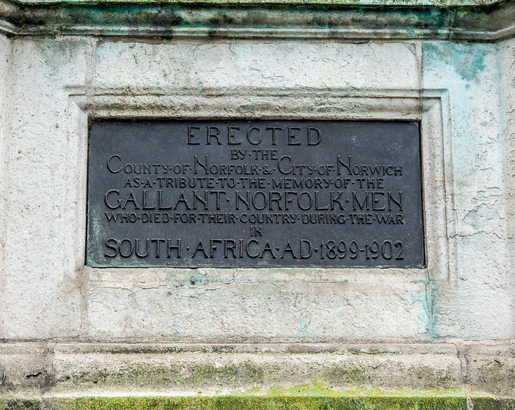 ERECTED
BY·THE
COUNTY·OF·NORFOLK·&·CITY·OF·NORWICH
AS·A·TRIBUTE·TO·THE·MEMORY·OF·THE
GALLANT·NORFOLK·MEN
WHO·DIED·FOR·THEIR·COUNTRY·DURING·THE·WAR
IN
SOUTH·AFRICA·A.D·1899-1902